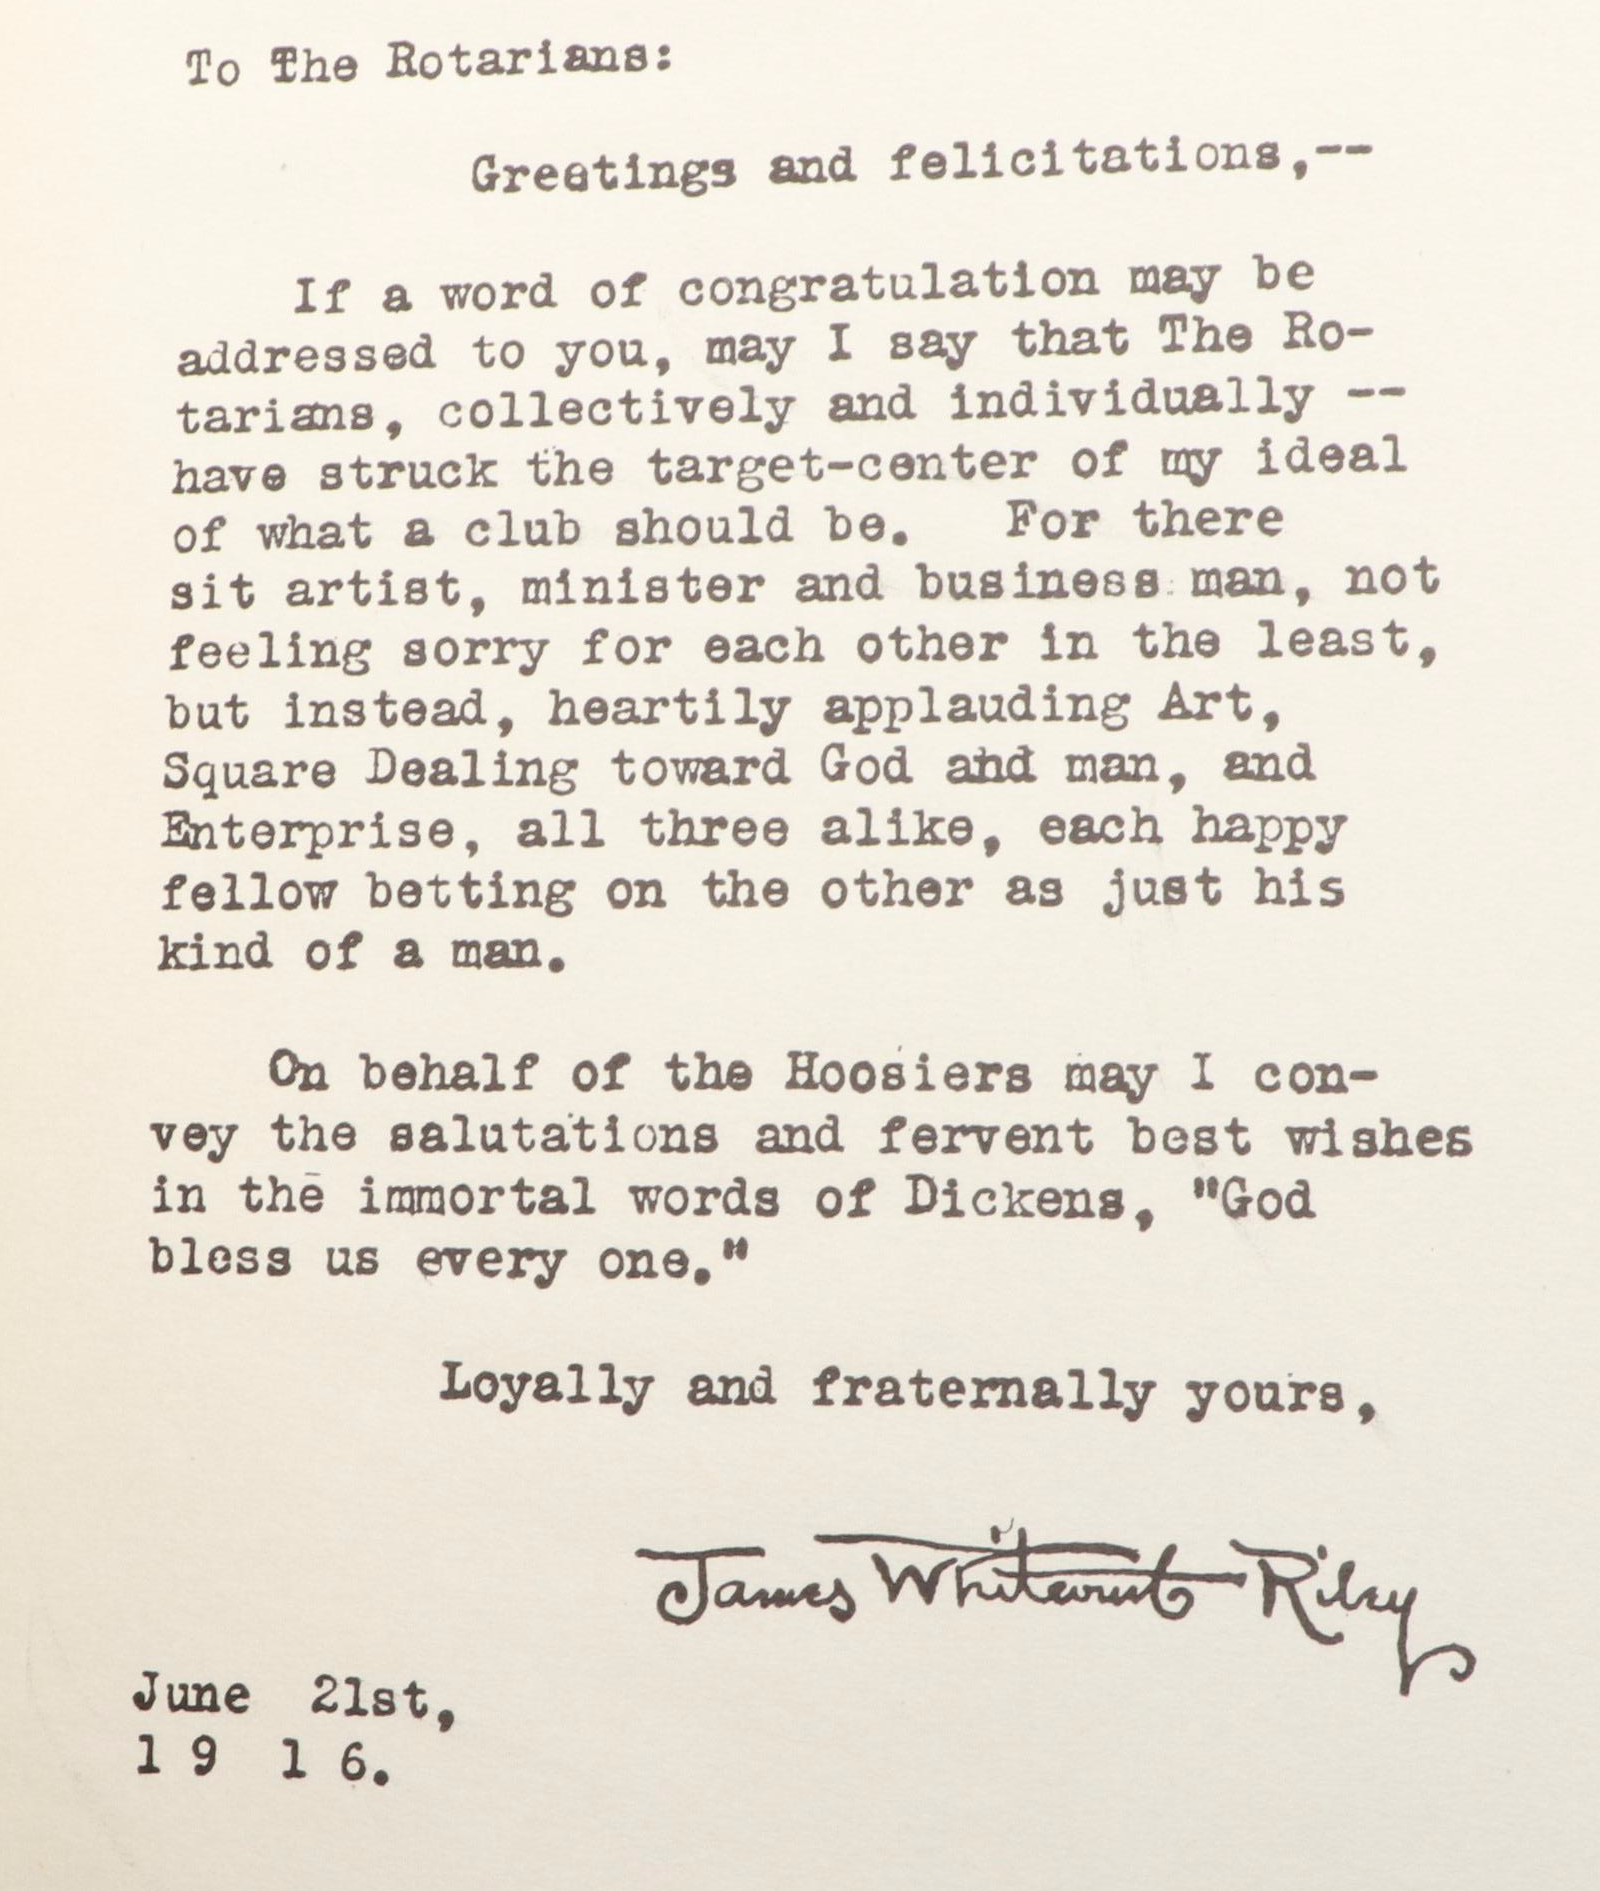 To The Rotarians:
Greetings and felicitations,--
If a word of congratulation may be
addressed to you, may I say that The Ro-
tarians, collectively and individually --
have struck the target-center of my ideal
of what a club should be.   For there
sit artist, minister and business man, not
feeling sorry for each other in the least,
but instead, heartily applauding Art,
Square Dealing toward God and man, and
Enterprise, all three alike, each happy
fellow betting on the other as just his
kind of a man.
On behalf of the Hoosiers may I con-
vey the salutations and fervent best wishes
in the immortal words of Dickens, "God
bless us every one."
Loyally and fraternally yours,
James Whitcomb Riley
June  21st,
1 9  1 6.